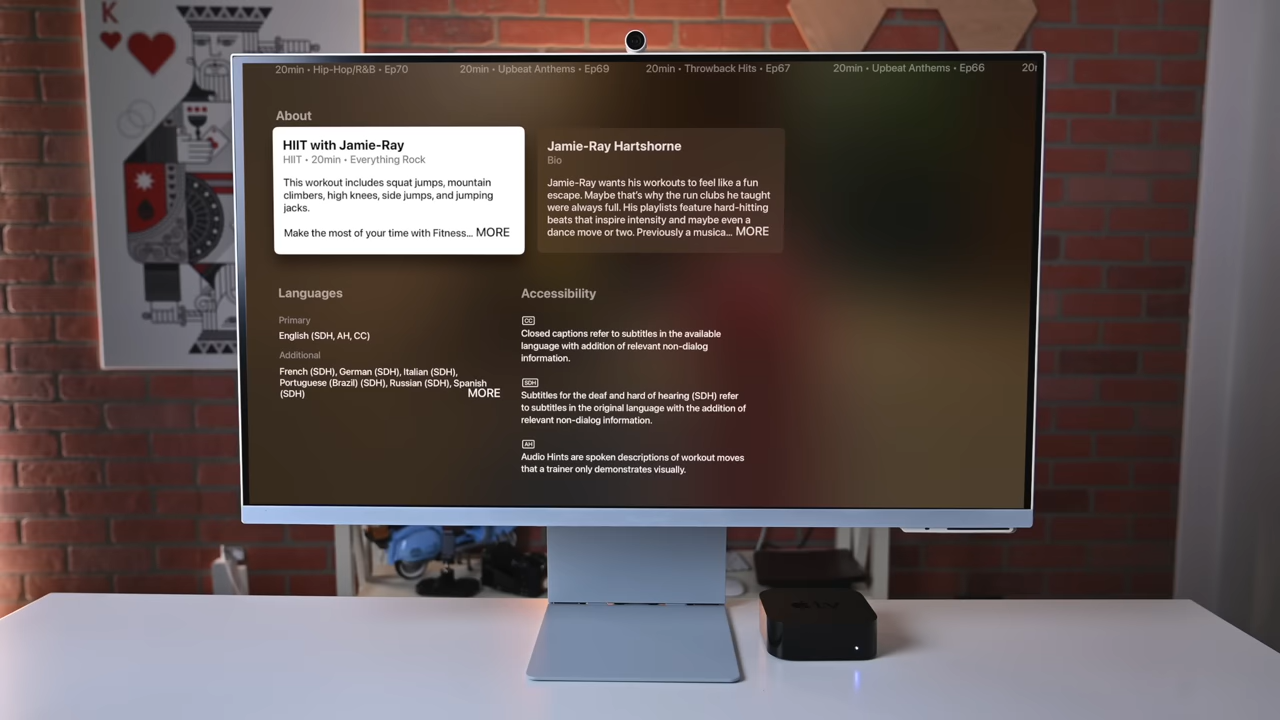 K
20min • Hip-Hop/R&B • Ep70
20min • Upbeat Anthems • Ep69
20min • Throwback Hits • Ep67
20min • Upbeat Anthems • Ep66
About
HIIT with Jamie-Ray
HIIT • 20min • Everything Rock
This workout includes squat jumps, mountain
climbers, high knees, side jumps, and jumping
jacks.
Make the most of your time with Fitness... MORE
Jamie-Ray Hartshorne
Bio
Jamie-Ray wants his workouts to feel like a fun
escape. Maybe that's why the run clubs he taught
were always full. His playlists feature hard-hitting
beats that inspire intensity and maybe even a
dance move or two. Previously a musica... MORE
Languages
Primary
English (SDH, AH, CC)
Additional
French (SDH), German (SDH), Italian (SDH),
Portuguese (Brazil) (SDH), Russian (SDH), Spanish
(SDH) MORE
Accessibility
CC
Closed captions refer to subtitles in the available
language with addition of relevant non-dialog
information.
SDH
Subtitles for the deaf and hard of hearing (SDH) refer
to subtitles in the original language with the addition of
relevant non-dialog information.
AH
Audio Hints are spoken descriptions of workout moves
that a trainer only demonstrates visually.
tv